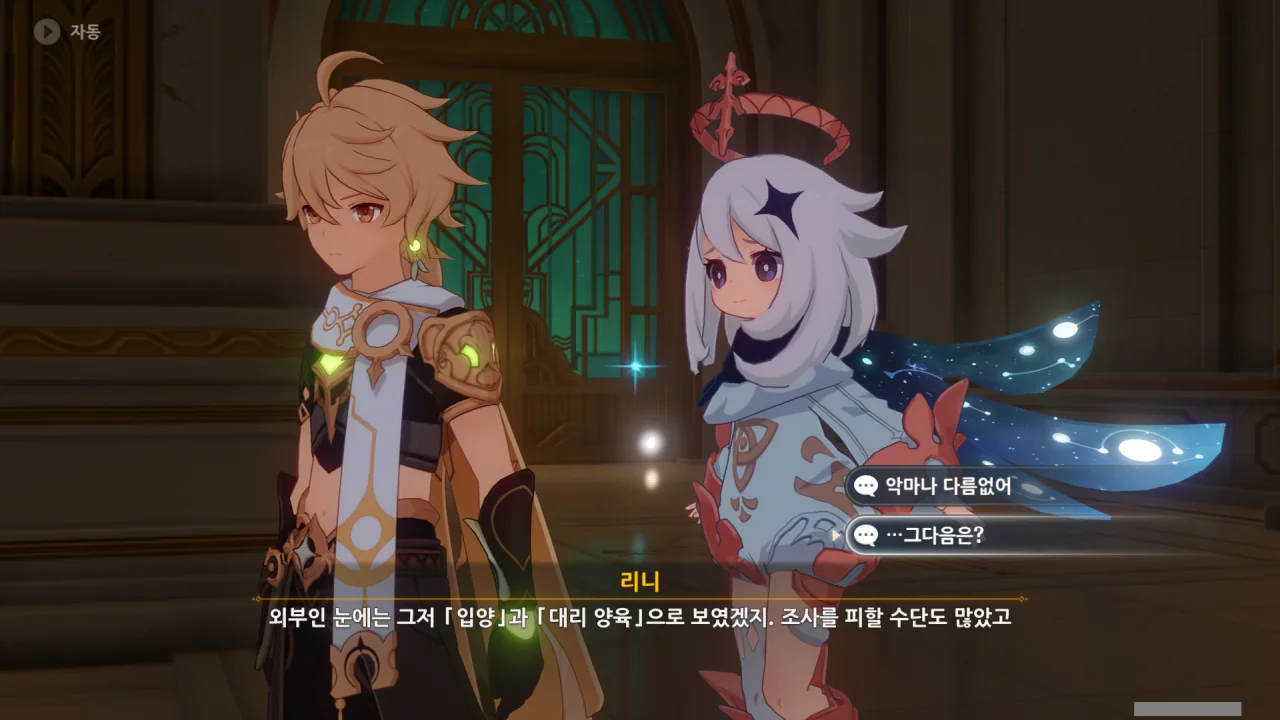 자동
악마나 다름없어
…그다음은?
리니
외부인 눈에는 그저 「입양」과 「대리 양육」으로 보였겠지. 조사를 피할 수단도 많았고